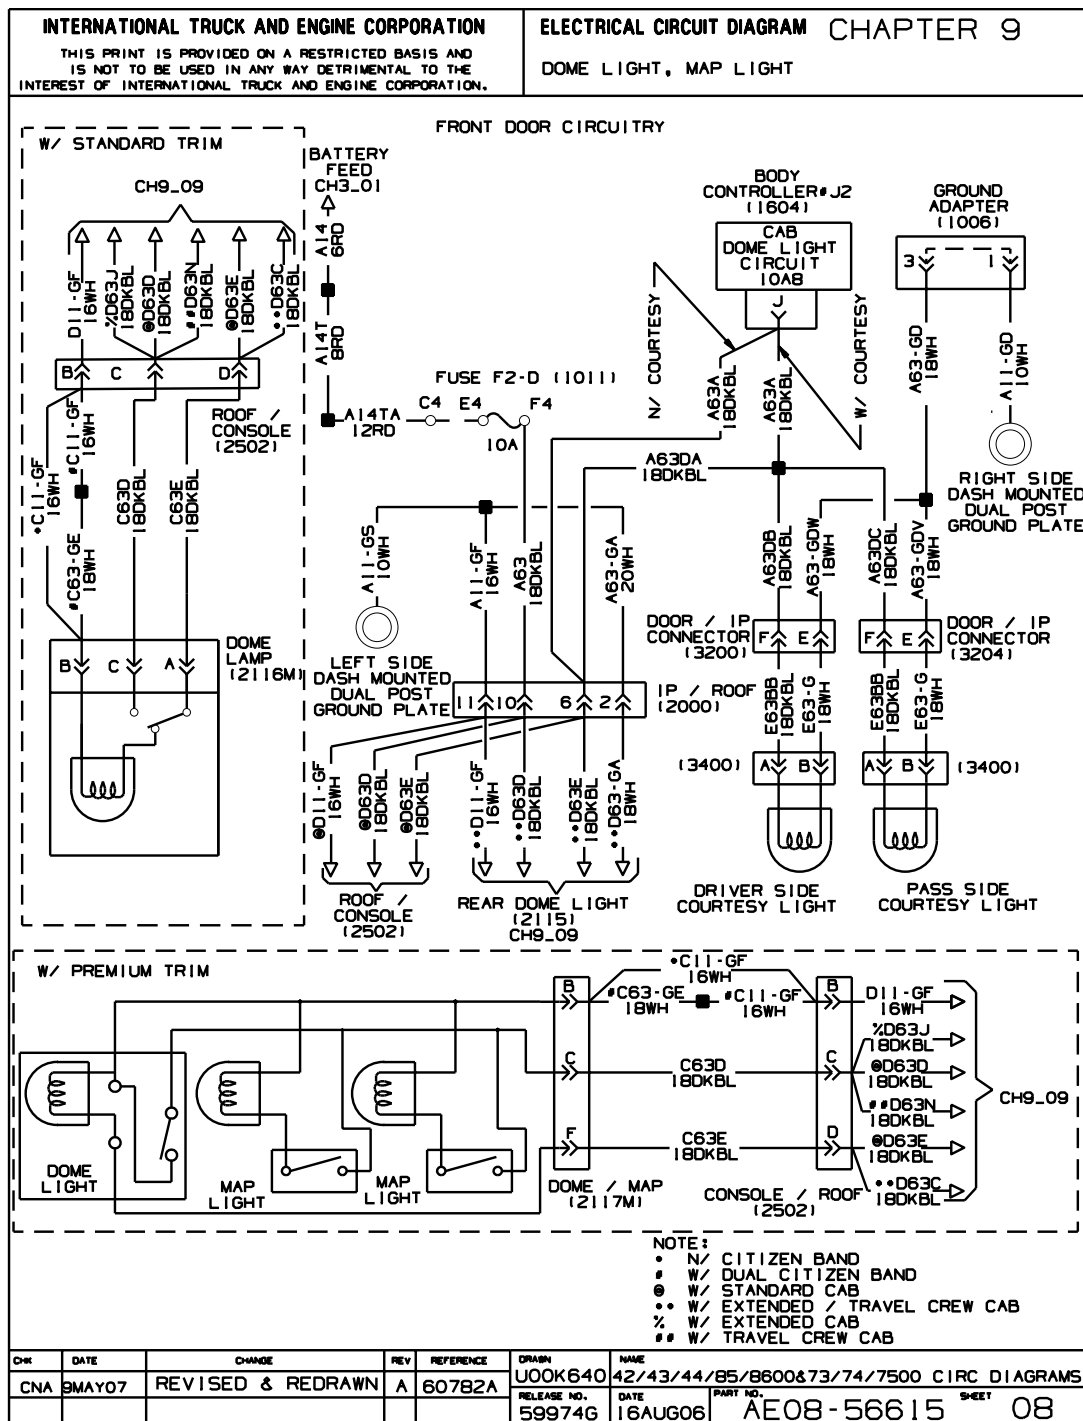 INTERNATIONAL TRUCK AND ENGINE CORPORATION
THIS PRINT IS PROVIDED ON A RESTRICTED BASIS AND
IS NOT TO BE USED IN ANY WAY DETRIMENTAL TO THE
INTEREST OF INTERNATIONAL TRUCK AND ENGINE CORPORATION.
ELECTRICAL CIRCUIT DIAGRAM CHAPTER 9
DOME LIGHT, MAP LIGHT
FRONT DOOR CIRCUITRY
W/ STANDARD TRIM
CH9_09
D11-GF
16WH
%D63J
18DKBL
@D63D
18DKBL
##D63N
18DKBL
@D63E
18DKBL
**D63C
18DKBL
B C D
ROOF /
CONSOLE
(2502)
*C11-GF
16WH
#C11-GF
16WH
#C63-GE
18WH
C63D
18DKBL
C63E
18DKBL
B C A
DOME
LAMP
(2116M)
BATTERY
FEED
CH3_01
A14
6RD
A14T
8RD
A14TA
12RD
FUSE F2-D (1011)
C4 E4 F4
10A
BODY
CONTROLLER#J2
(1604)
CAB
DOME LIGHT
CIRCUIT
10A8
J
N/ COURTESY
W/ COURTESY
A63A
18DKBL
A63A
18DKBL
GROUND
ADAPTER
(1006)
3 1
A63-GD
18WH
A11-GD
10WH
RIGHT SIDE
DASH MOUNTED
DUAL POST
GROUND PLATE
A63DA
18DKBL
A11-GS
10WH
A11-GF
16WH
A63
18DKBL
A63-GA
20WH
LEFT SIDE
DASH MOUNTED
DUAL POST
GROUND PLATE
11 10 6 2
IP / ROOF
(2000)
@D11-GF
16WH
@D63D
18DKBL
@D63E
18DKBL
**D11-GF
16WH
**D63D
18DKBL
**D63E
18DKBL
**D63-GA
18WH
ROOF /
CONSOLE
(2502)
REAR DOME LIGHT
(2115)
CH9_09
A63DB
18DKBL
A63-GDW
18WH
A63DC
18DKBL
A63-GDV
18WH
DOOR / IP
CONNECTOR
(3200)
F E
F E
DOOR / IP
CONNECTOR
(3204)
E63BB
18DKBL
E63-G
18WH
E63BB
18DKBL
E63-G
18WH
(3400)
A B
A B
(3400)
DRIVER SIDE
COURTESY LIGHT
PASS SIDE
COURTESY LIGHT
W/ PREMIUM TRIM
DOME
LIGHT
MAP
LIGHT
MAP
LIGHT
B
C
F
DOME / MAP
(2117M)
*C11-GF
16WH
#C63-GE
18WH
#C11-GF
16WH
C63D
18DKBL
C63E
18DKBL
B
C
D
CONSOLE / ROOF
(2502)
D11-GF
16WH
%D63J
18DKBL
@D63D
18DKBL
##D63N
18DKBL
@D63E
18DKBL
**D63C
18DKBL
CH9_09
NOTE:
* N/ CITIZEN BAND
# W/ DUAL CITIZEN BAND
@ W/ STANDARD CAB
** W/ EXTENDED / TRAVEL CREW CAB
% W/ EXTENDED CAB
## W/ TRAVEL CREW CAB
CHK DATE CHANGE REV REFERENCE
CNA 9MAY07 REVISED & REDRAWN A 60782A
DRAWN
U00K640
NAME
42/43/44/85/8600&73/74/7500 CIRC DIAGRAMS
RELEASE NO.
59974G
DATE
16AUG06
PART NO.
AE08-56615
SHEET
08